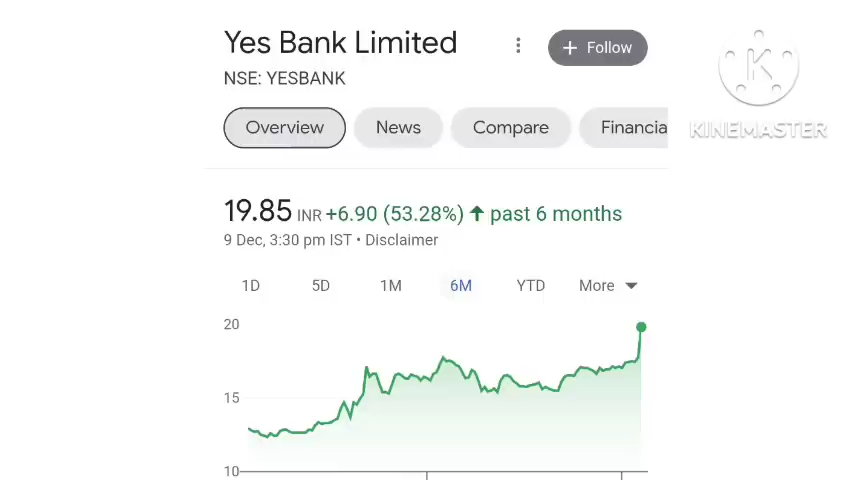 Yes Bank Limited
+ Follow
NSE: YESBANK
Overview
News
Compare
Financia
K
KINEMASTER
19.85 INR +6.90 (53.28%) ↑ past 6 months
9 Dec, 3:30 pm IST • Disclaimer
1D 5D 1M 6M YTD More
20
15
10